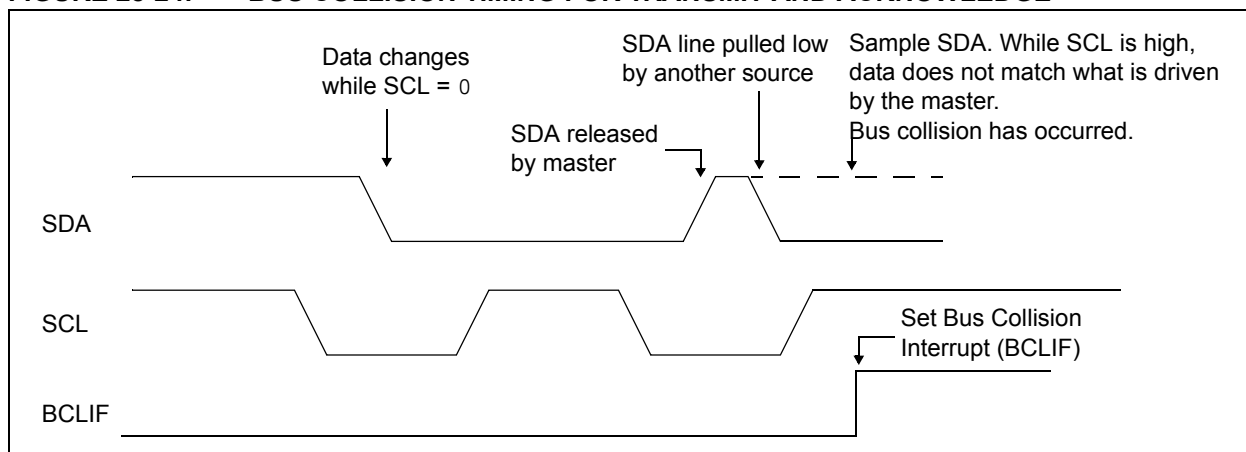 Data changes
while SCL = 0
SDA line pulled low
by another source
Sample SDA. While SCL is high,
data does not match what is driven
by the master.
Bus collision has occurred.
SDA released
by master
SDA
SCL
Set Bus Collision
Interrupt (BCLIF)
BCLIF